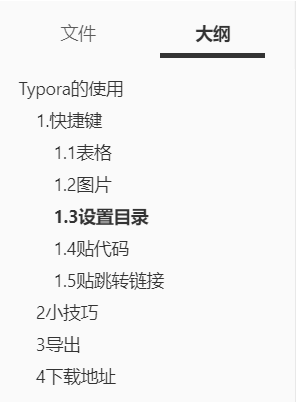 文件 大纲
Typora的使用
1.快捷键
1.1表格
1.2图片
1.3设置目录
1.4贴代码
1.5贴跳转链接
2小技巧
3导出
4下载地址